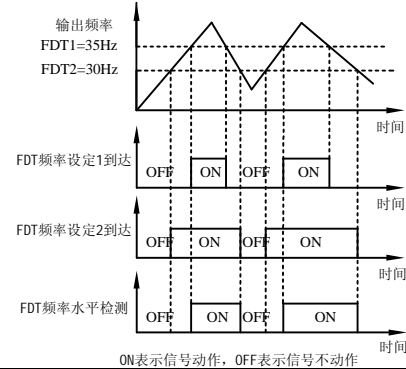 输出频率
FDT1=35Hz
FDT2=30Hz
时间
FDT频率设定1到达
OFF ON OFF ON
时间
FDT频率设定2到达
OFF ON OFF ON
时间
FDT频率水平检测
OFF ON OFF ON
时间
ON表示信号动作，OFF表示信号不动作